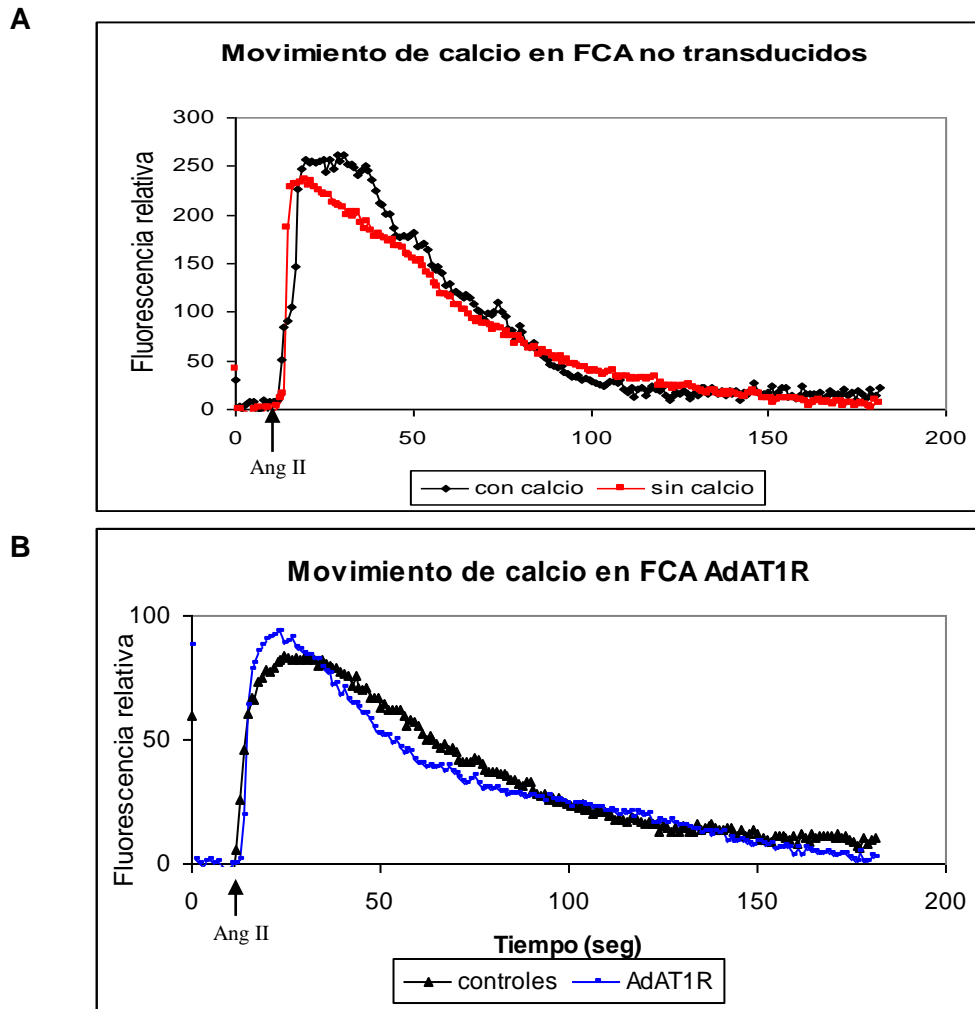 A
Movimiento de calcio en FCA no transducidos
Fluorescencia relativa
300
250
200
150
100
50
0
0 50 100 150 200
Ang II
con calcio sin calcio
B
Movimiento de calcio en FCA AdAT1R
Fluorescencia relativa
100
50
0
0 50 100 150 200
Ang II
Tiempo (seg)
controles AdAT1R